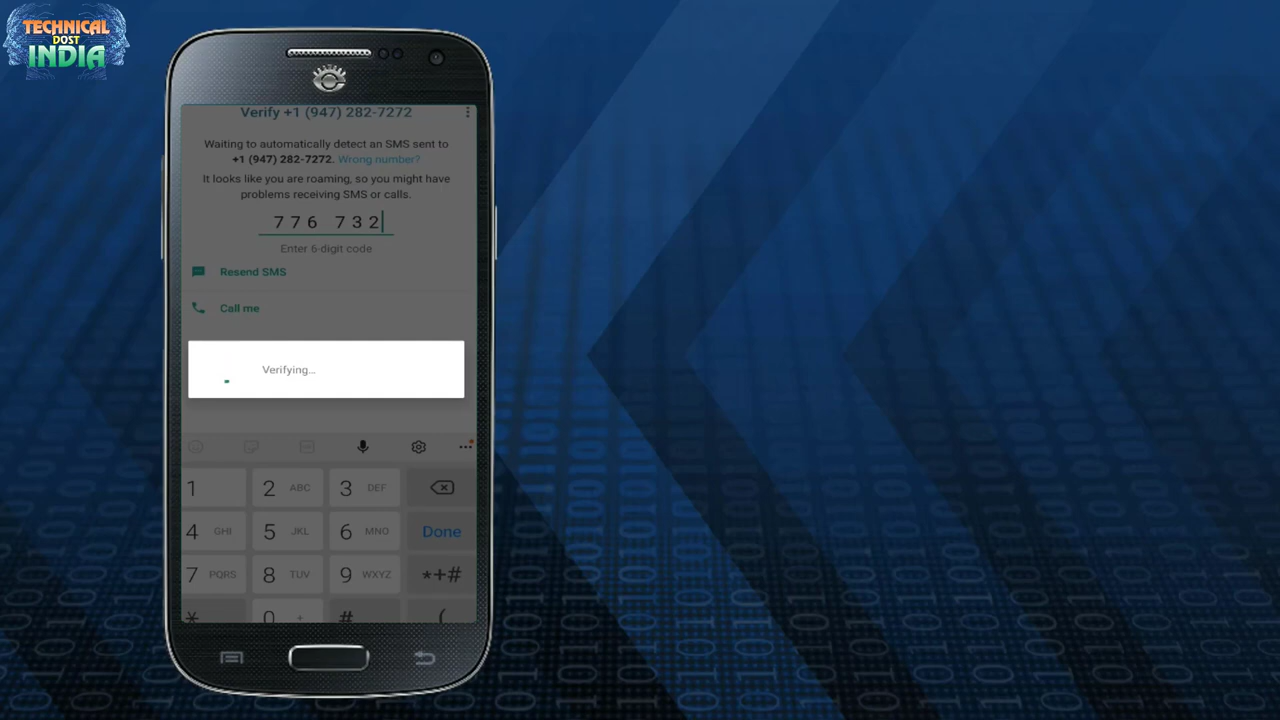 TECHNICAL
DOST
INDIA
Verify +1 (947) 282-7272
Waiting to automatically detect an SMS sent to
+1 (947) 282-7272. Wrong number?
It looks like you are roaming, so you might have
problems receiving SMS or calls.
776 732
Enter 6-digit code
Resend SMS
Call me
Verifying...
1 2 ABC 3 DEF
4 GHI 5 JKL 6 MNO Done
7 PQRS 8 TUV 9 WXYZ *+#
* 0 + # (